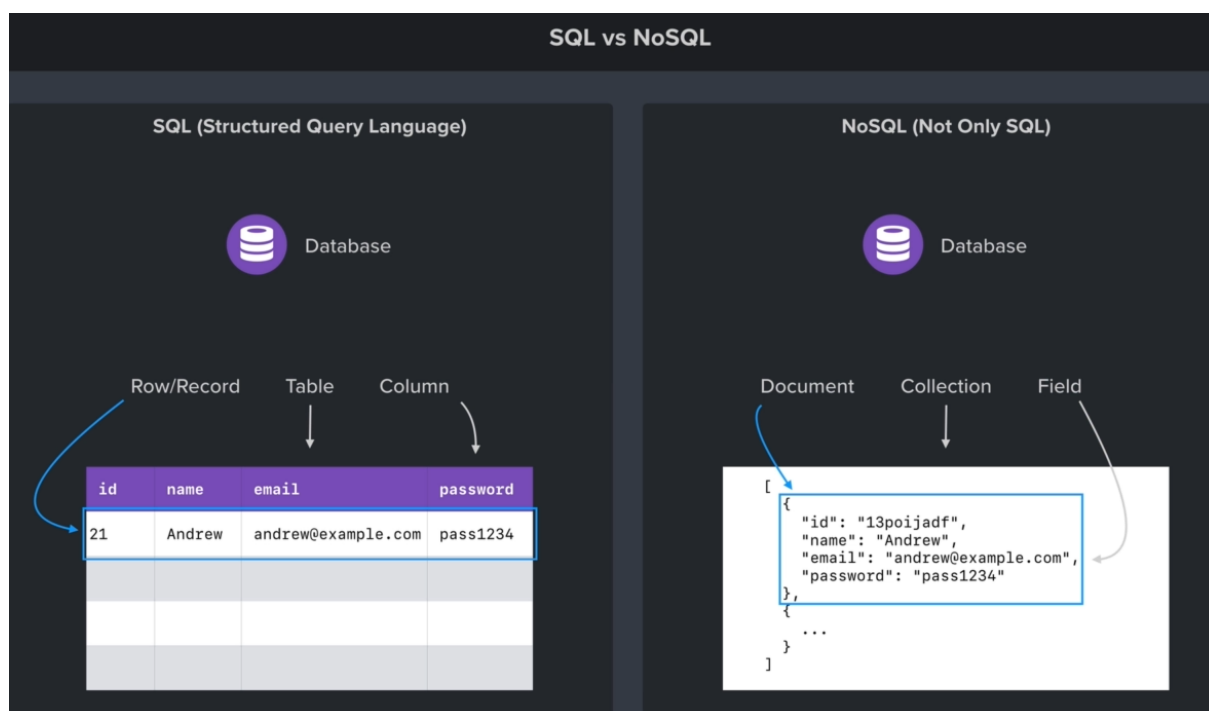 SQL vs NoSQL
SQL (Structured Query Language)
Database
Row/Record Table Column
id name email password
21 Andrew andrew@example.com pass1234
NoSQL (Not Only SQL)
Database
Document Collection Field
[
{
"id": "13poijadf",
"name": "Andrew",
"email": "andrew@example.com",
"password": "pass1234"
},
{
...
}
]